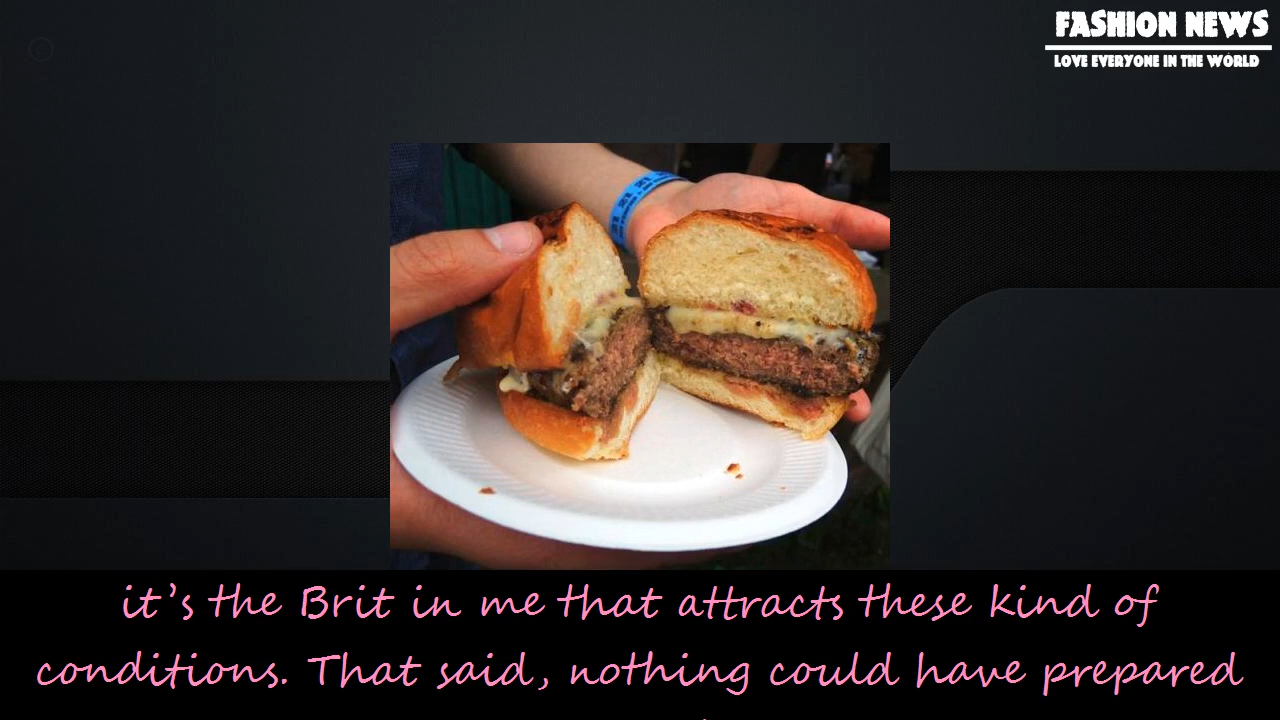 FASHION NEWS
LOVE EVERYONE IN THE WORLD
it's the Brit in me that attracts these kind of
conditions. That said, nothing could have prepared